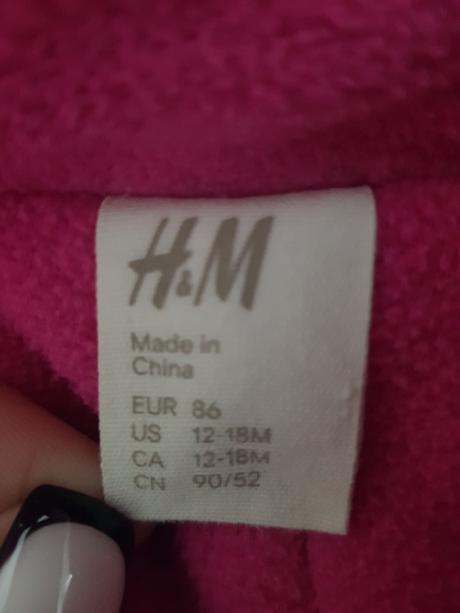 H&M
Made in
China
EUR 86
US 12-18M
CA 12-18M
CN 90/52